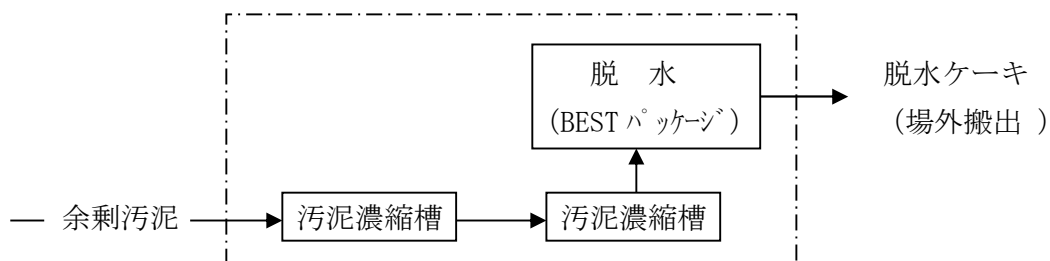 脱　水
(BEST ﾊﾟｯｹｰｼﾞ)
脱水ケーキ
(場外搬出 )
余剰汚泥
汚泥濃縮槽
汚泥濃縮槽